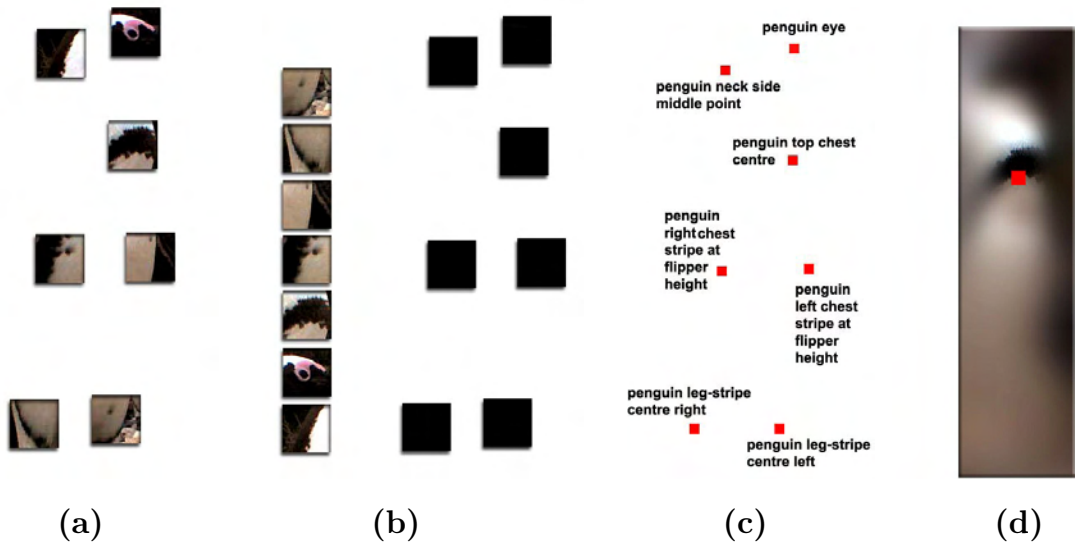 penguin eye
penguin neck side
middle point
penguin top chest
centre
penguin
right chest
stripe at
flipper
height
penguin
left chest
stripe at
flipper
height
penguin leg-stripe
centre right
penguin leg-stripe
centre left
(a)
(b)
(c)
(d)